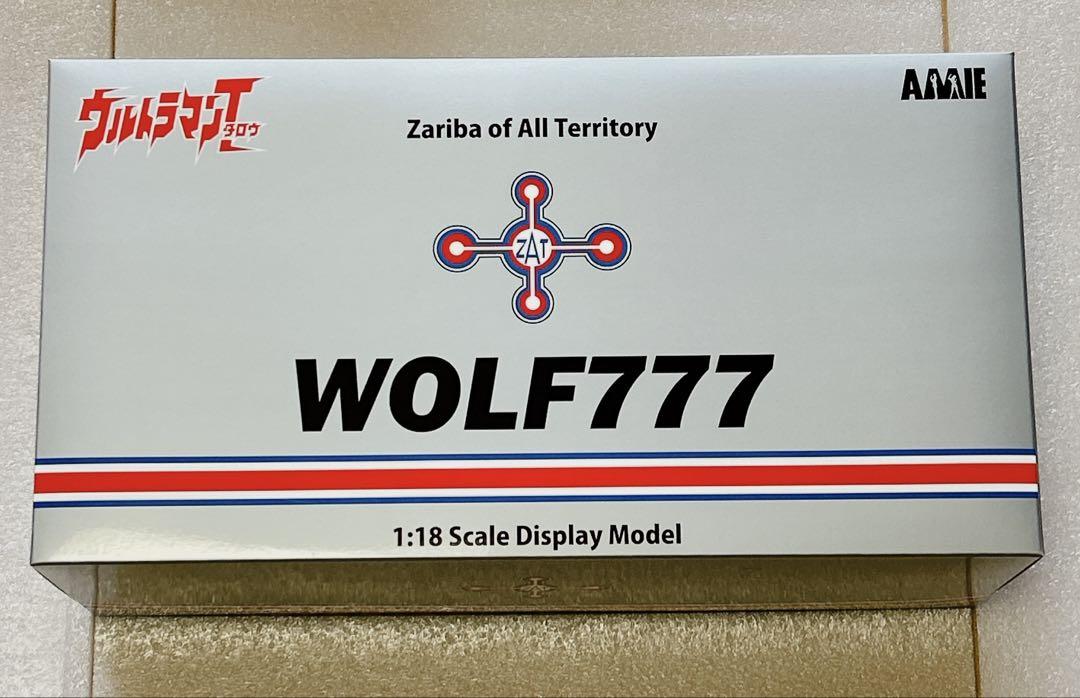 ウルトラマンT
タロウ
AMIE
Zariba of All Territory
ZAT
WOLF777
1:18 Scale Display Model